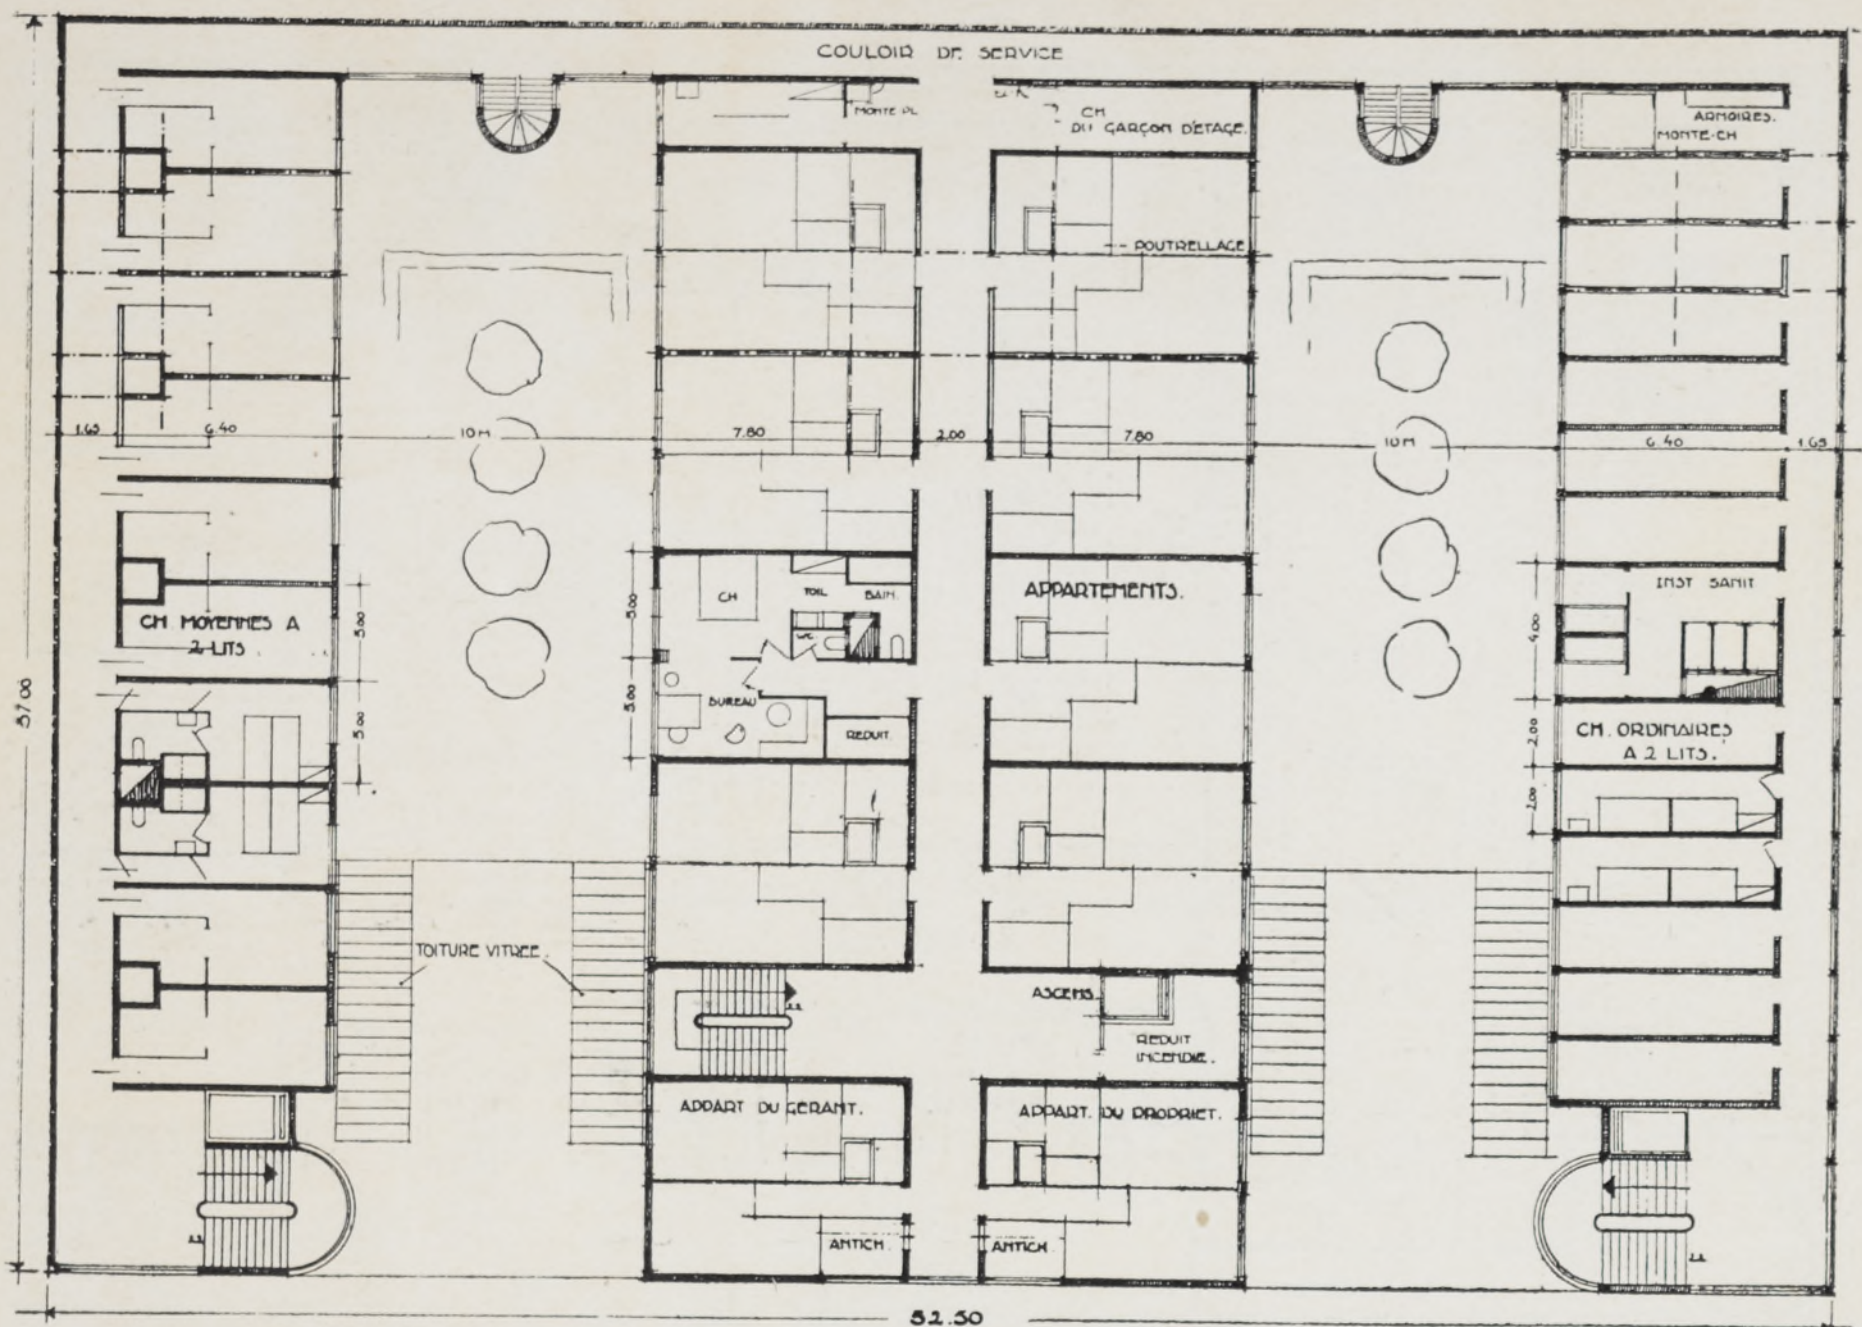 COULOIR DE SERVICE
MONTE PL
CH
DU GARÇON D'ETAGE.
ARMOIRES.
MONTE-CH
POUTRELLAGE
1.65
6.40
10 M
7.80
2.00
7.80
10 M
6.40
1.65
CH. MOYENNES A
2 LITS
5.00
5.00
5.00
5.00
CH
TOIL
BAIN.
W.C.
BUREAU
REDUIT.
APPARTEMENTS.
INST SANIT
4.00
2.00
2.00
CH. ORDINAIRES
A 2 LITS.
37.00
TOITURE VITREE.
ASCENS.
REDUIT
INCENDIE.
APPART DU GERANT.
APPART. DU PROPRIET.
ANTICH.
ANTICH.
52.50